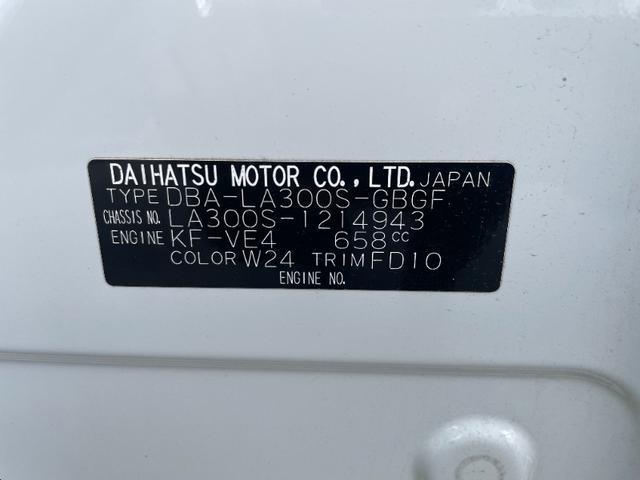 DAIHATSU MOTOR CO.,LTD. JAPAN
TYPE DBA-LA300S-GBGF
CHASSIS NO. LA300S-1214943
ENGINE KF-VE4 658cc
COLOR W24 TRIM FD10
ENGINE NO.